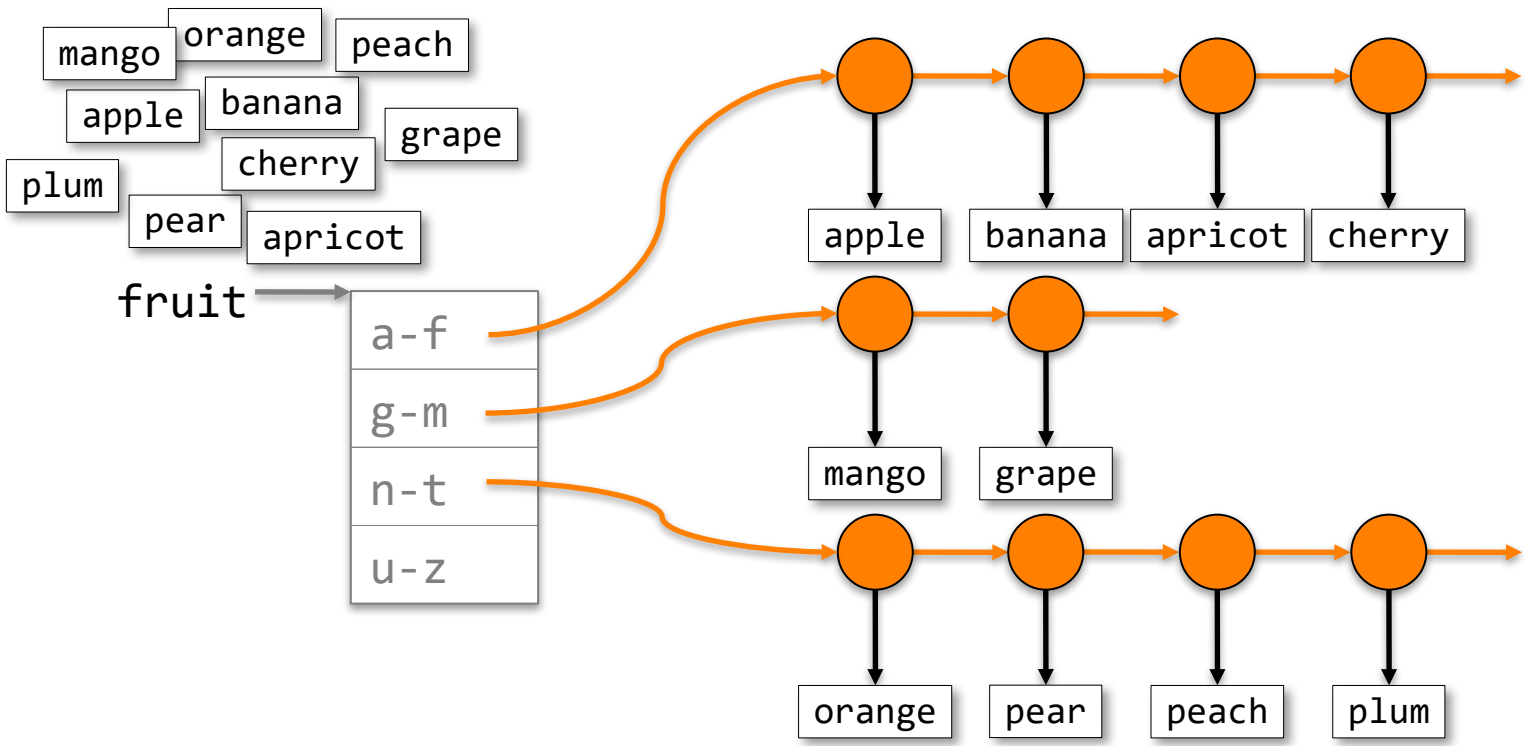 mango
orange
peach
apple
banana
grape
cherry
plum
pear
apricot
fruit
a-f
g-m
n-t
u-z
apple
banana
apricot
cherry
mango
grape
orange
pear
peach
plum